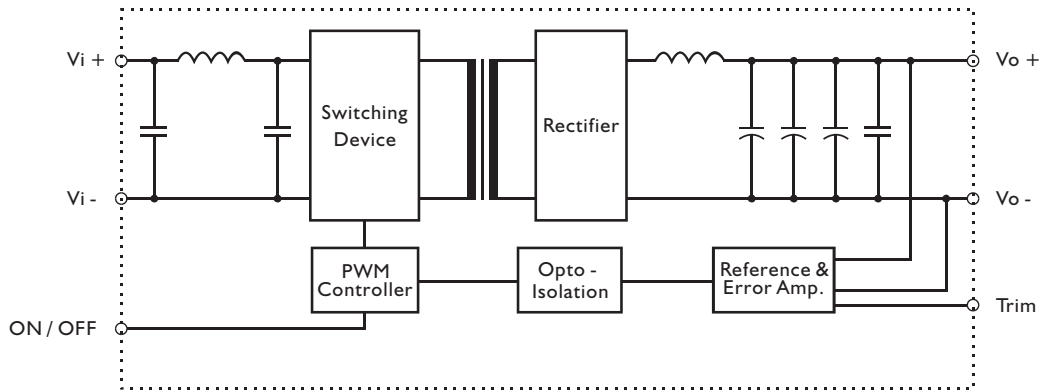 Vi +
Switching
Device
Rectifier
Vo +
Vi -
Vo -
PWM
Controller
Opto -
Isolation
Reference &
Error Amp.
Trim
ON / OFF